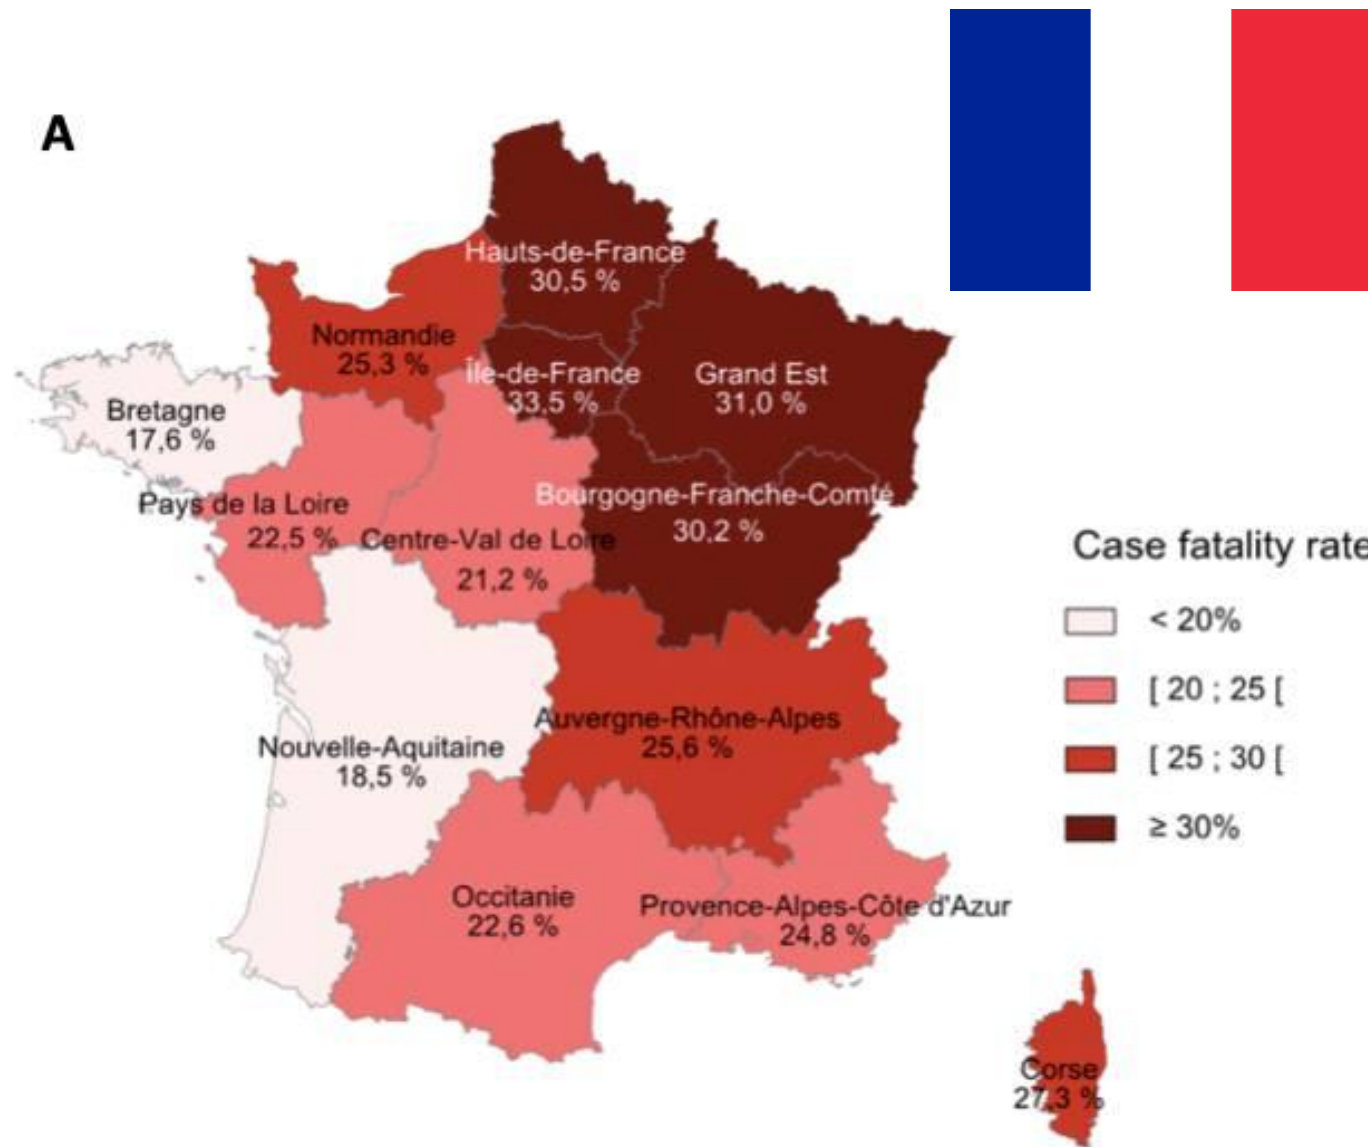 A
Hauts-de-France
30,5 %
Normandie
25,3 %
Île-de-France
33,5 %
Grand Est
31,0 %
Bretagne
17,6 %
Pays de la Loire
22,5 %
Centre-Val de Loire
21,2 %
Bourgogne-Franche-Comté
30,2 %
Auvergne-Rhône-Alpes
25,6 %
Nouvelle-Aquitaine
18,5 %
Occitanie
22,6 %
Provence-Alpes-Côte d'Azur
24,8 %
Corse
27,3 %
Case fatality rate
< 20%
[ 20 ; 25 [
[ 25 ; 30 [
≥ 30%